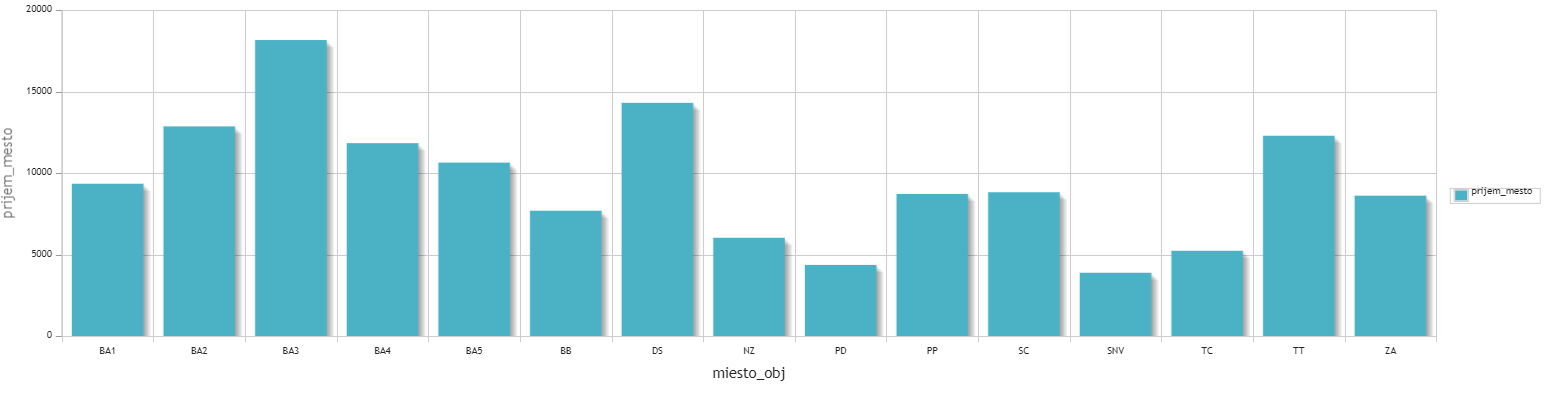 20000
15000
10000
5000
0
prijem_mesto
BA1 BA2 BA3 BA4 BA5 BB DS NZ PD PP SC SNV TC TT ZA
miesto_obj
prijem_mesto